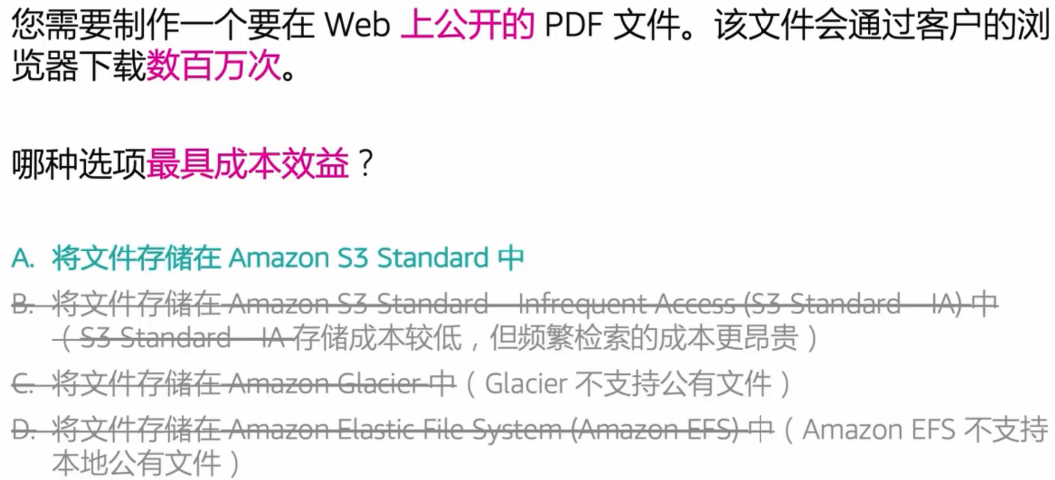 您需要制作一个要在 Web 上公开的 PDF 文件。该文件会通过客户的浏
览器下载数百万次。
哪种选项最具成本效益？
A. 将文件存储在 Amazon S3 Standard 中
B. 将文件存储在 Amazon S3 Standard – Infrequent Access (S3 Standard – IA) 中
（S3 Standard – IA 存储成本较低，但频繁检索的成本更昂贵）
C. 将文件存储在 Amazon Glacier 中（Glacier 不支持公有文件）
D. 将文件存储在 Amazon Elastic File System (Amazon EFS) 中（Amazon EFS 不支持
本地公有文件）